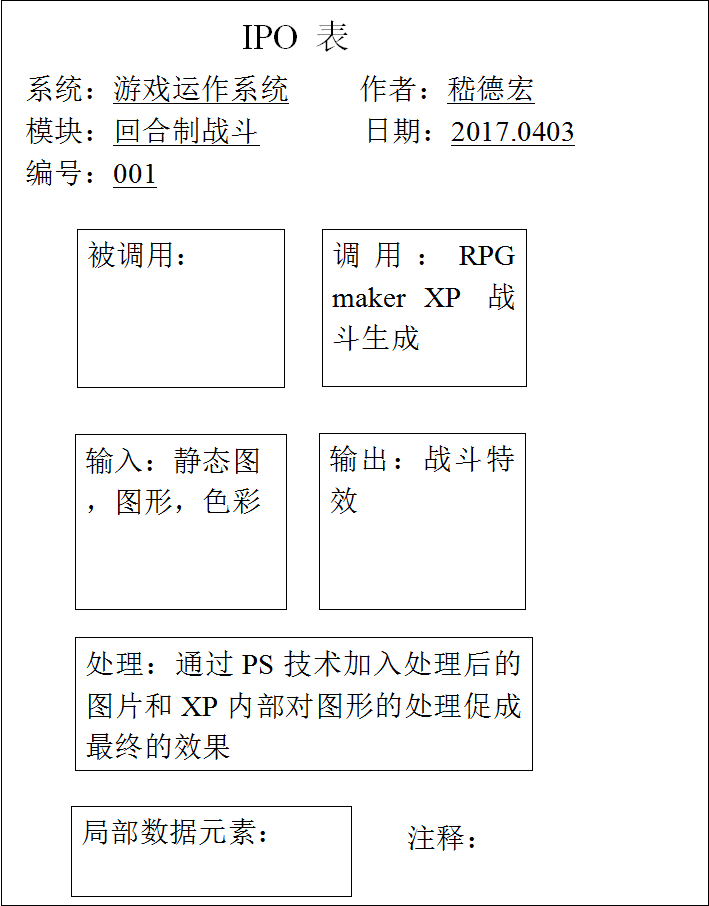 IPO 表
系统：游戏运作系统 作者：嵇德宏
模块：回合制战斗 日期：2017.0403
编号：001
被调用：
调用：RPG
maker XP 战
斗生成
输入：静态图
，图形，色彩
输出：战斗特
效
处理：通过 PS 技术加入处理后的
图片和 XP 内部对图形的处理促成
最终的效果
局部数据元素：
注释：